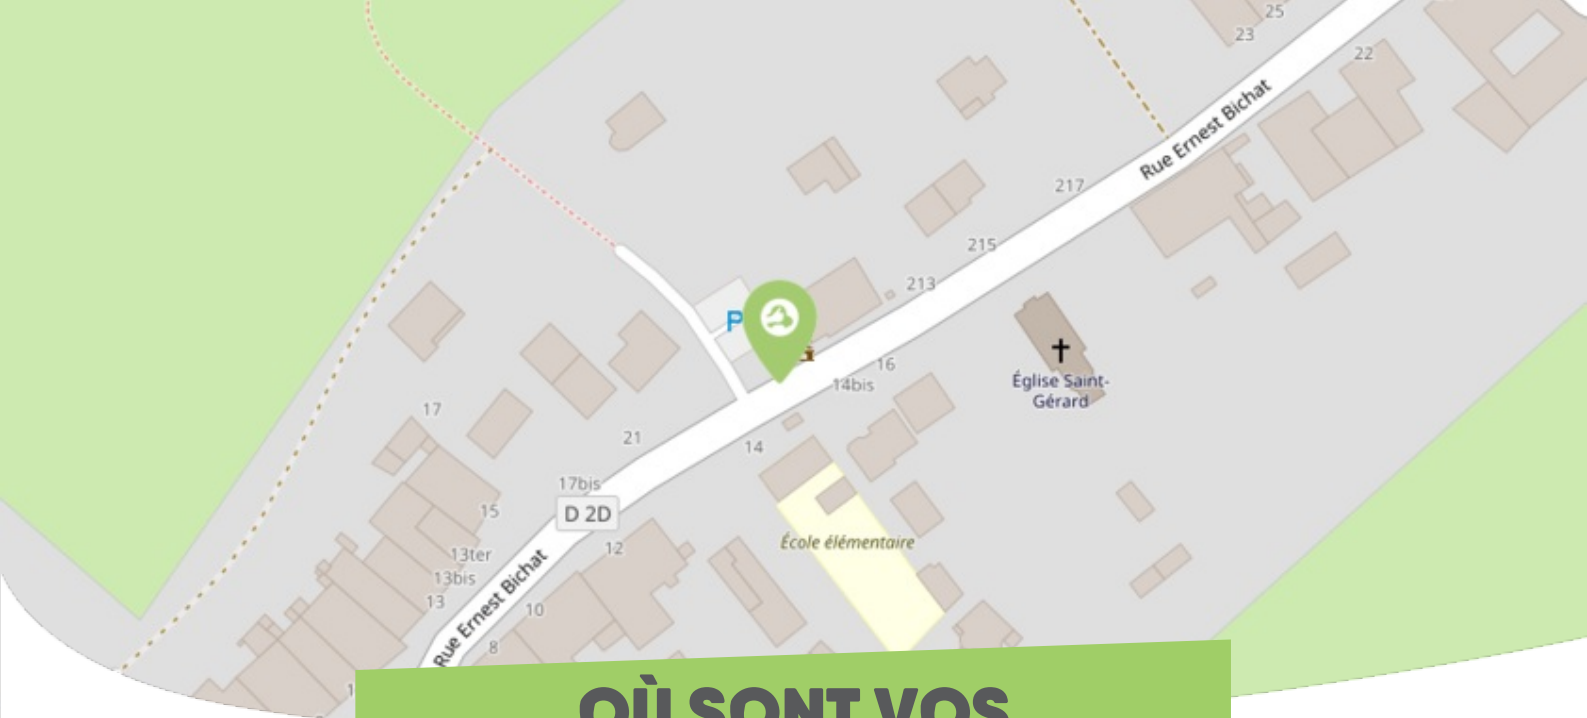 25
23
22
Rue Ernest Bichat
217
215
213
P
16
14bis
Église Saint-
Gérard
17
21
14
17bis
D 2D
15
École élémentaire
12
13ter
13bis
13
Rue Ernest Bichat
10
8
OÙ SONT VOS